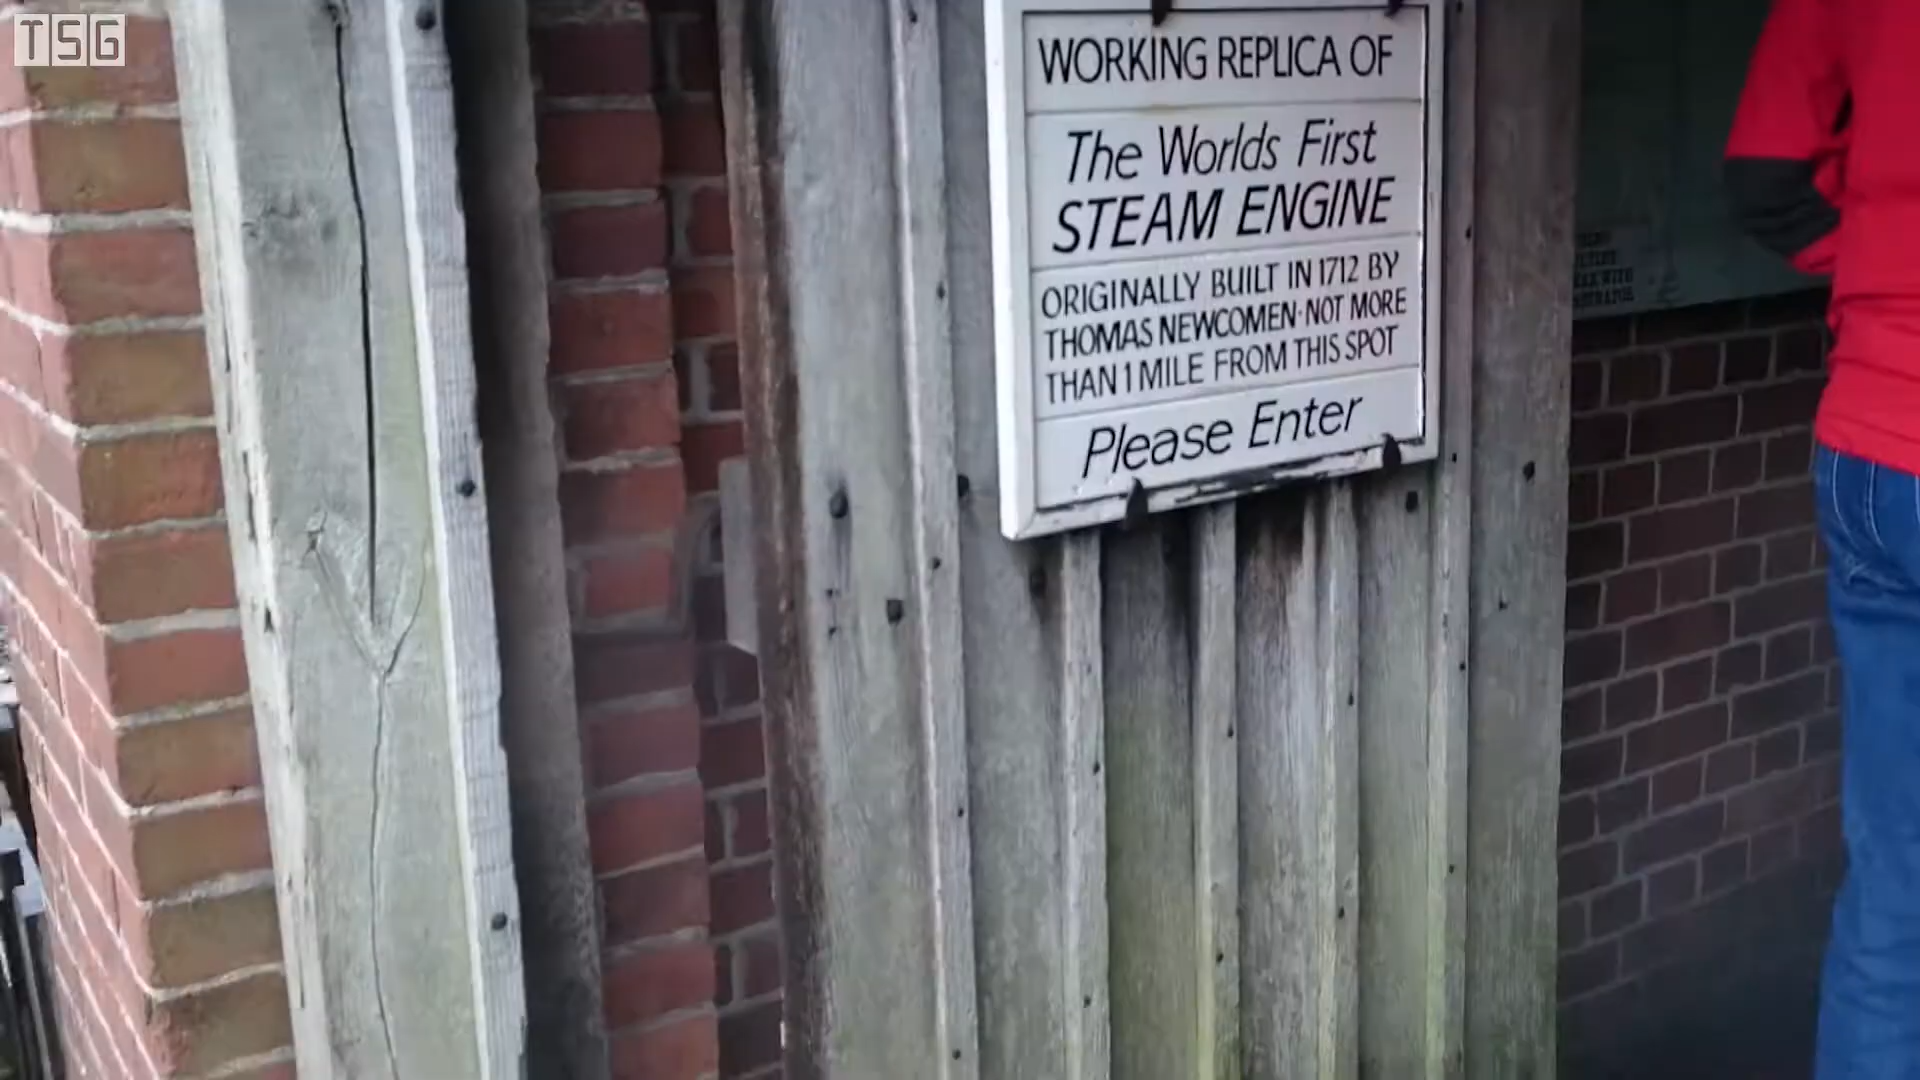 TSG
WORKING REPLICA OF
The Worlds First
STEAM ENGINE
ORIGINALLY BUILT IN 1712 BY
THOMAS NEWCOMEN·NOT MORE
THAN 1 MILE FROM THIS SPOT
Please Enter